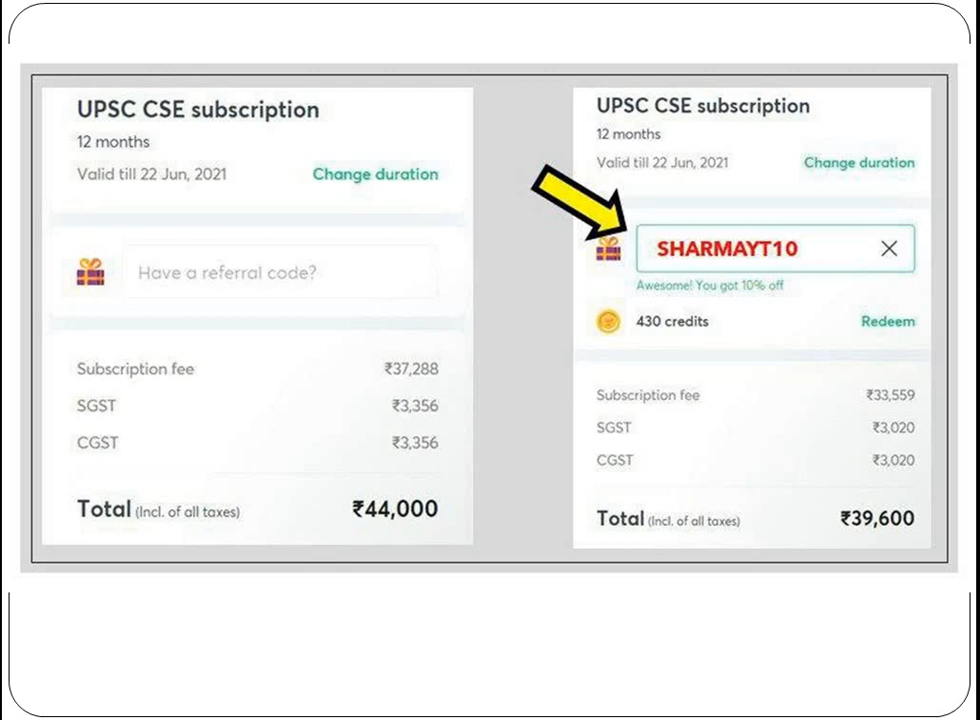 UPSC CSE subscription
12 months
Valid till 22 Jun, 2021 Change duration
Have a referral code?
Subscription fee ₹37,288
SGST ₹3,356
CGST ₹3,356
Total (Incl. of all taxes) ₹44,000
UPSC CSE subscription
12 months
Valid till 22 Jun, 2021 Change duration
SHARMAYT10
Awesome! You got 10% off
430 credits Redeem
Subscription fee ₹33,559
SGST ₹3,020
CGST ₹3,020
Total (Incl. of all taxes) ₹39,600